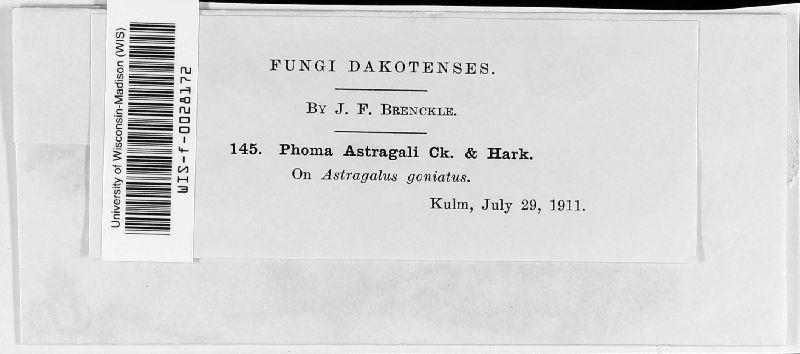 University of Wisconsin-Madison (WIS)
WIS-f-0028172
FUNGI DAKOTENSES.
BY J. F. BRENCKLE.
145. Phoma Astragali Ck. & Hark.
On Astragalus goniatus.
Kulm, July 29, 1911.